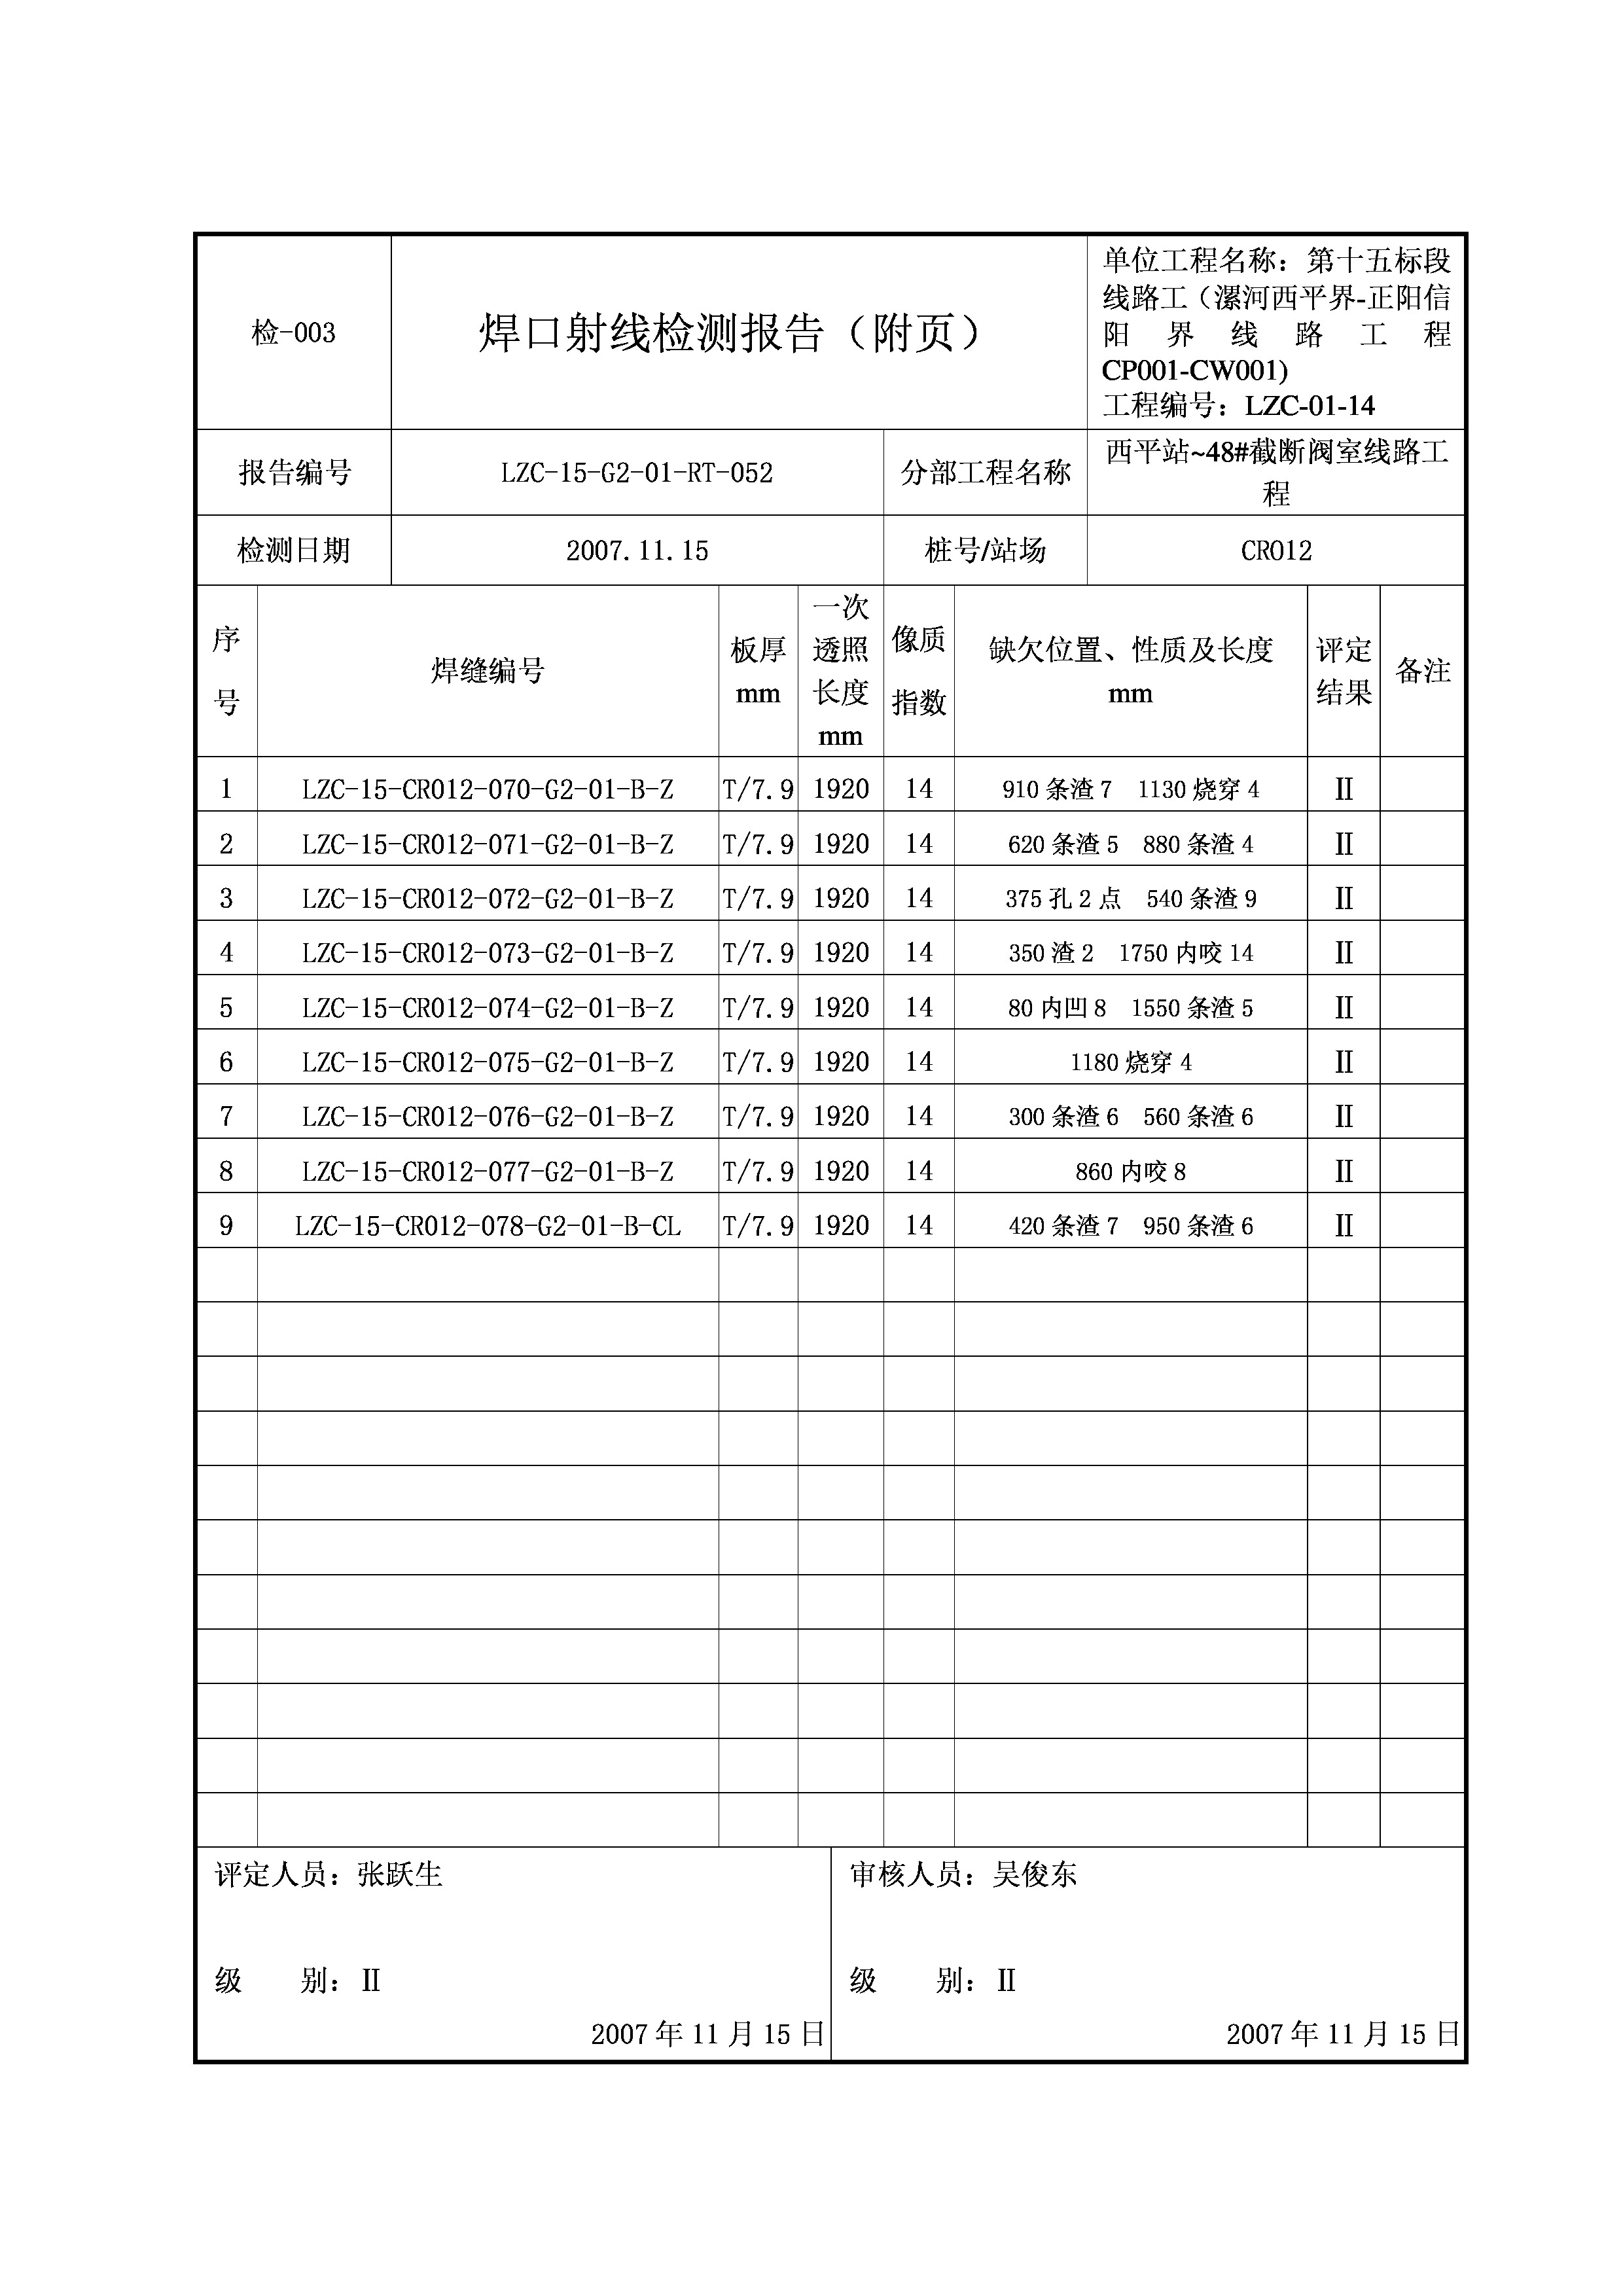 检-003
焊口射线检测报告（附页）
单位工程名称：第十五标段
线路工（漯河西平界-正阳信
阳界线路工程
CP001-CW001)
工程编号：LZC-01-14
报告编号 LZC-15-G2-01-RT-052 分部工程名称 西平站~48#截断阀室线路工
程
检测日期 2007.11.15 桩号/站场 CR012
序
号
焊缝编号
板厚
mm
一次
透照
长度
mm
像质
指数
缺欠位置、性质及长度
mm
评定
结果
备注
1 LZC-15-CR012-070-G2-01-B-Z T/7.9 1920 14 910 条渣 7 1130 烧穿 4 Ⅱ
2 LZC-15-CR012-071-G2-01-B-Z T/7.9 1920 14 620 条渣 5 880 条渣 4 Ⅱ
3 LZC-15-CR012-072-G2-01-B-Z T/7.9 1920 14 375 孔 2 点 540 条渣 9 Ⅱ
4 LZC-15-CR012-073-G2-01-B-Z T/7.9 1920 14 350 渣 2 1750 内咬 14 Ⅱ
5 LZC-15-CR012-074-G2-01-B-Z T/7.9 1920 14 80 内凹 8 1550 条渣 5 Ⅱ
6 LZC-15-CR012-075-G2-01-B-Z T/7.9 1920 14 1180 烧穿 4 Ⅱ
7 LZC-15-CR012-076-G2-01-B-Z T/7.9 1920 14 300 条渣 6 560 条渣 6 Ⅱ
8 LZC-15-CR012-077-G2-01-B-Z T/7.9 1920 14 860 内咬 8 Ⅱ
9 LZC-15-CR012-078-G2-01-B-CL T/7.9 1920 14 420 条渣 7 950 条渣 6 Ⅱ
评定人员：张跃生
级 别：Ⅱ
2007 年 11 月 15 日
审核人员：吴俊东
级 别：Ⅱ
2007 年 11 月 15 日